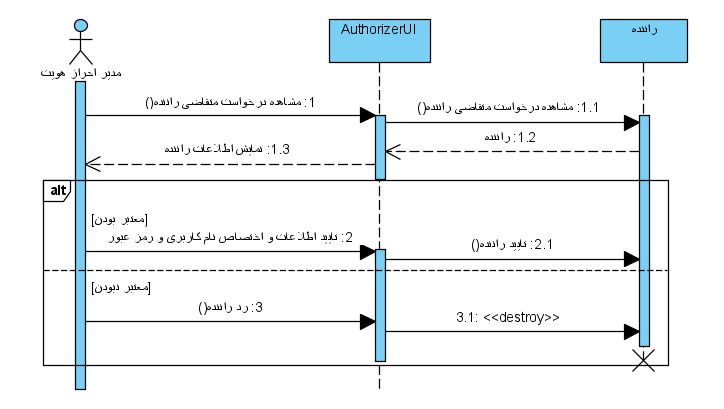 AuthorizerUI
راننده
مدیر احراز هویت
1: مشاهده درخواست متقاضی راننده()
1.1: مشاهده درخواست متقاضی راننده()
1.2: راننده
1.3: نمایش اطلاعات راننده
alt
[معتبر بودن]
2: تایید اطلاعات و اختصاص نام کاربری و رمز عبور
2.1: تایید راننده()
[معتبر نبودن]
3: رد راننده()
3.1: <<destroy>>